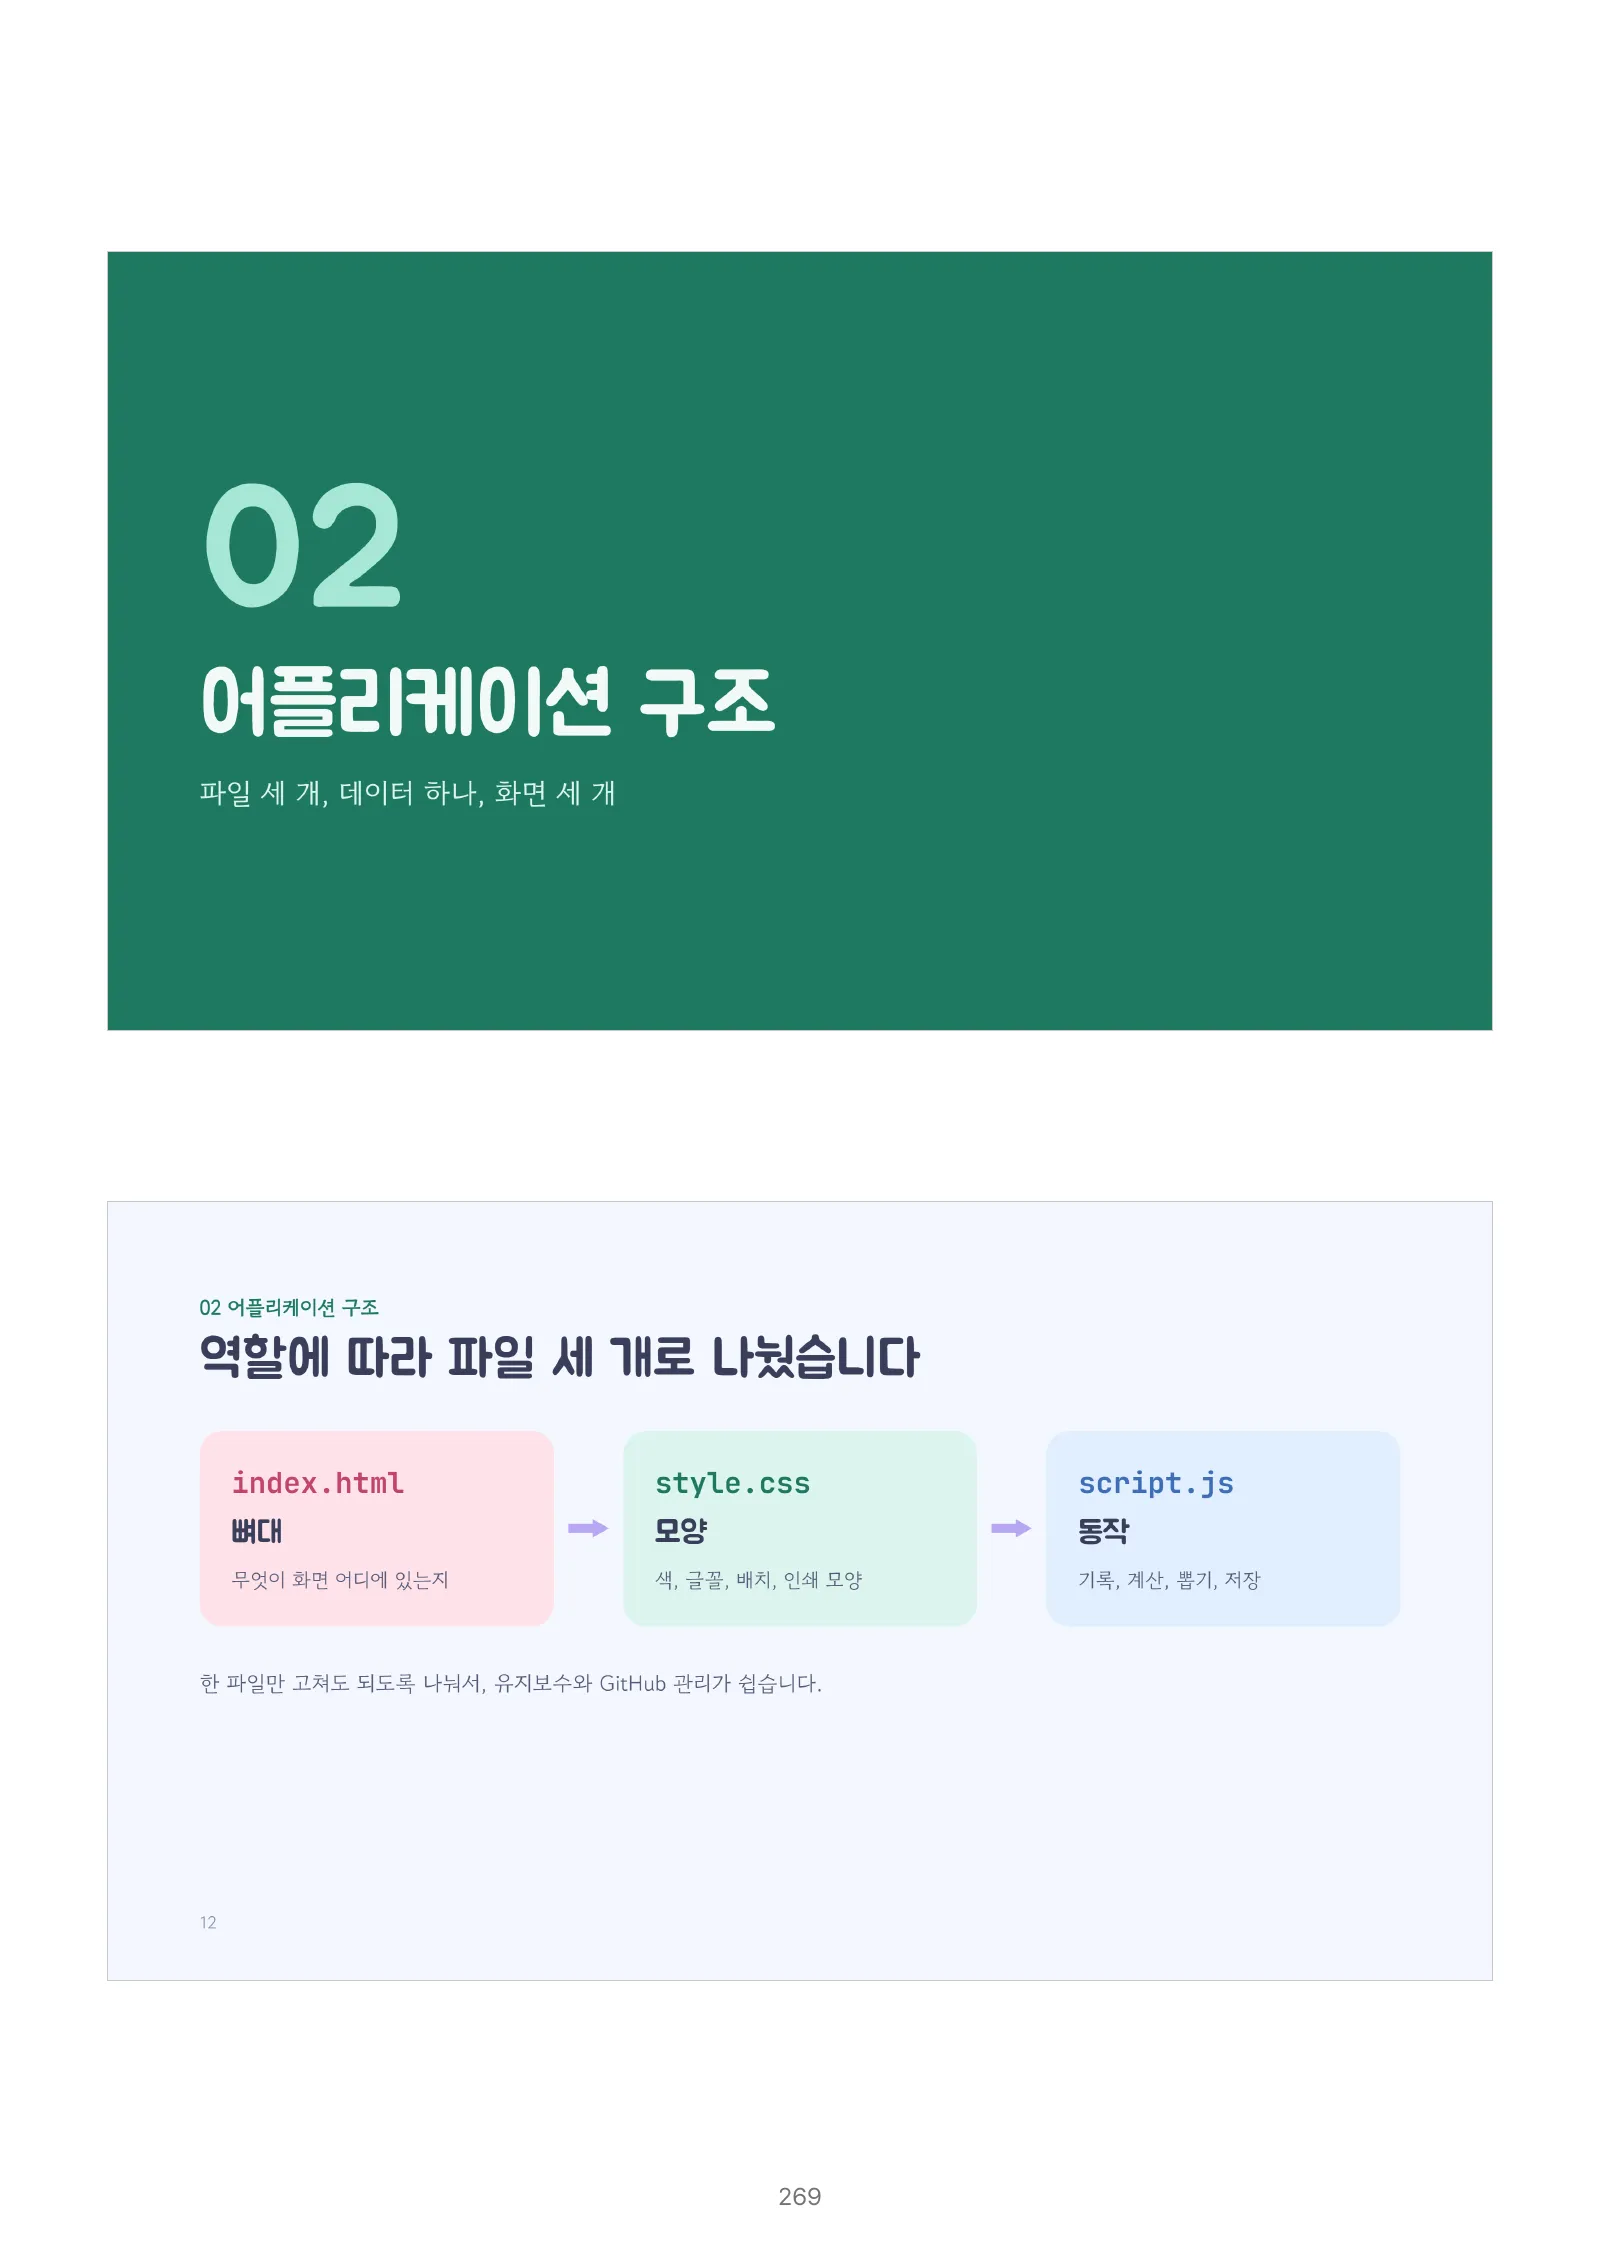 02
어플리케이션 구조
파일 세 개, 데이터 하나, 화면 세 개
02 어플리케이션 구조
역할에 따라 파일 세 개로 나눴습니다
index.html
뼈대
무엇이 화면 어디에 있는지
style.css
모양
색, 글꼴, 배치, 인쇄 모양
script.js
동작
기록, 계산, 뽑기, 저장
한 파일만 고쳐도 되도록 나눠서, 유지보수와 GitHub 관리가 쉽습니다.
12
269